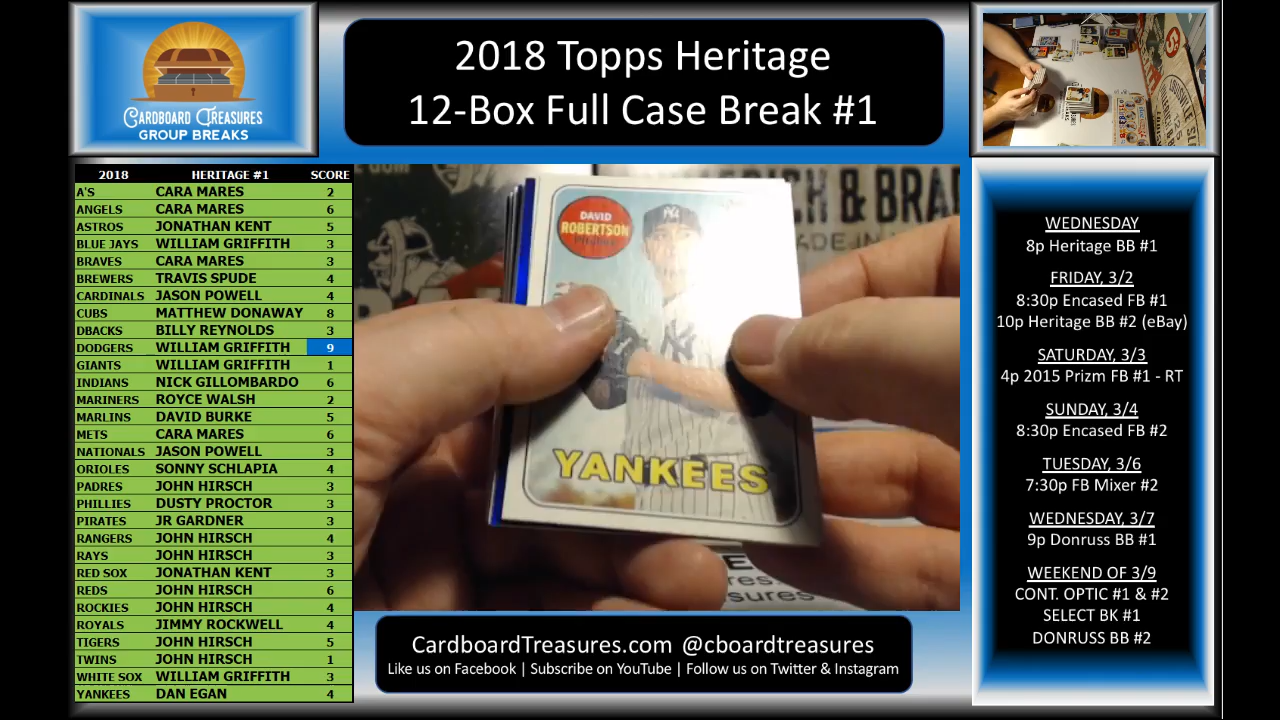 CARDBOARD TREASURES
GROUP BREAKS
2018 Topps Heritage
12-Box Full Case Break #1
2018 HERITAGE #1 SCORE
A'S CARA MARES 2
ANGELS CARA MARES 6
ASTROS JONATHAN KENT 5
BLUE JAYS WILLIAM GRIFFITH 3
BRAVES CARA MARES 3
BREWERS TRAVIS SPUDE 4
CARDINALS JASON POWELL 4
CUBS MATTHEW DONAWAY 8
DBACKS BILLY REYNOLDS 3
DODGERS WILLIAM GRIFFITH 9
GIANTS WILLIAM GRIFFITH 1
INDIANS NICK GILLOMBARDO 6
MARINERS ROYCE WALSH 2
MARLINS DAVID BURKE 5
METS CARA MARES 6
NATIONALS JASON POWELL 3
ORIOLES SONNY SCHLAPIA 4
PADRES JOHN HIRSCH 3
PHILLIES DUSTY PROCTOR 3
PIRATES JR GARDNER 3
RANGERS JOHN HIRSCH 4
RAYS JOHN HIRSCH 3
RED SOX JONATHAN KENT 3
REDS JOHN HIRSCH 6
ROCKIES JOHN HIRSCH 4
ROYALS JIMMY ROCKWELL 4
TIGERS JOHN HIRSCH 5
TWINS JOHN HIRSCH 1
WHITE SOX WILLIAM GRIFFITH 3
YANKEES DAN EGAN 4
DAVID
ROBERTSON
PITCHER
YANKEES
CardboardTreasures.com @cboardtreasures
Like us on Facebook | Subscribe on YouTube | Follow us on Twitter & Instagram
WEDNESDAY
8p Heritage BB #1
FRIDAY, 3/2
8:30p Encased FB #1
10p Heritage BB #2 (eBay)
SATURDAY, 3/3
4p 2015 Prizm FB #1 - RT
SUNDAY, 3/4
8:30p Encased FB #2
TUESDAY, 3/6
7:30p FB Mixer #2
WEDNESDAY, 3/7
9p Donruss BB #1
WEEKEND OF 3/9
CONT. OPTIC #1 & #2
SELECT BK #1
DONRUSS BB #2